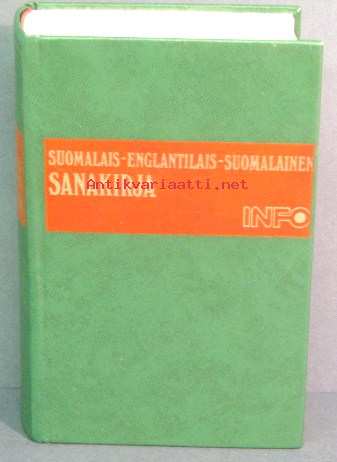 SUOMALAIS-ENGLANTILAIS-SUOMALAINEN
SANAKIRJA
Antikvariaatti.net
INFO